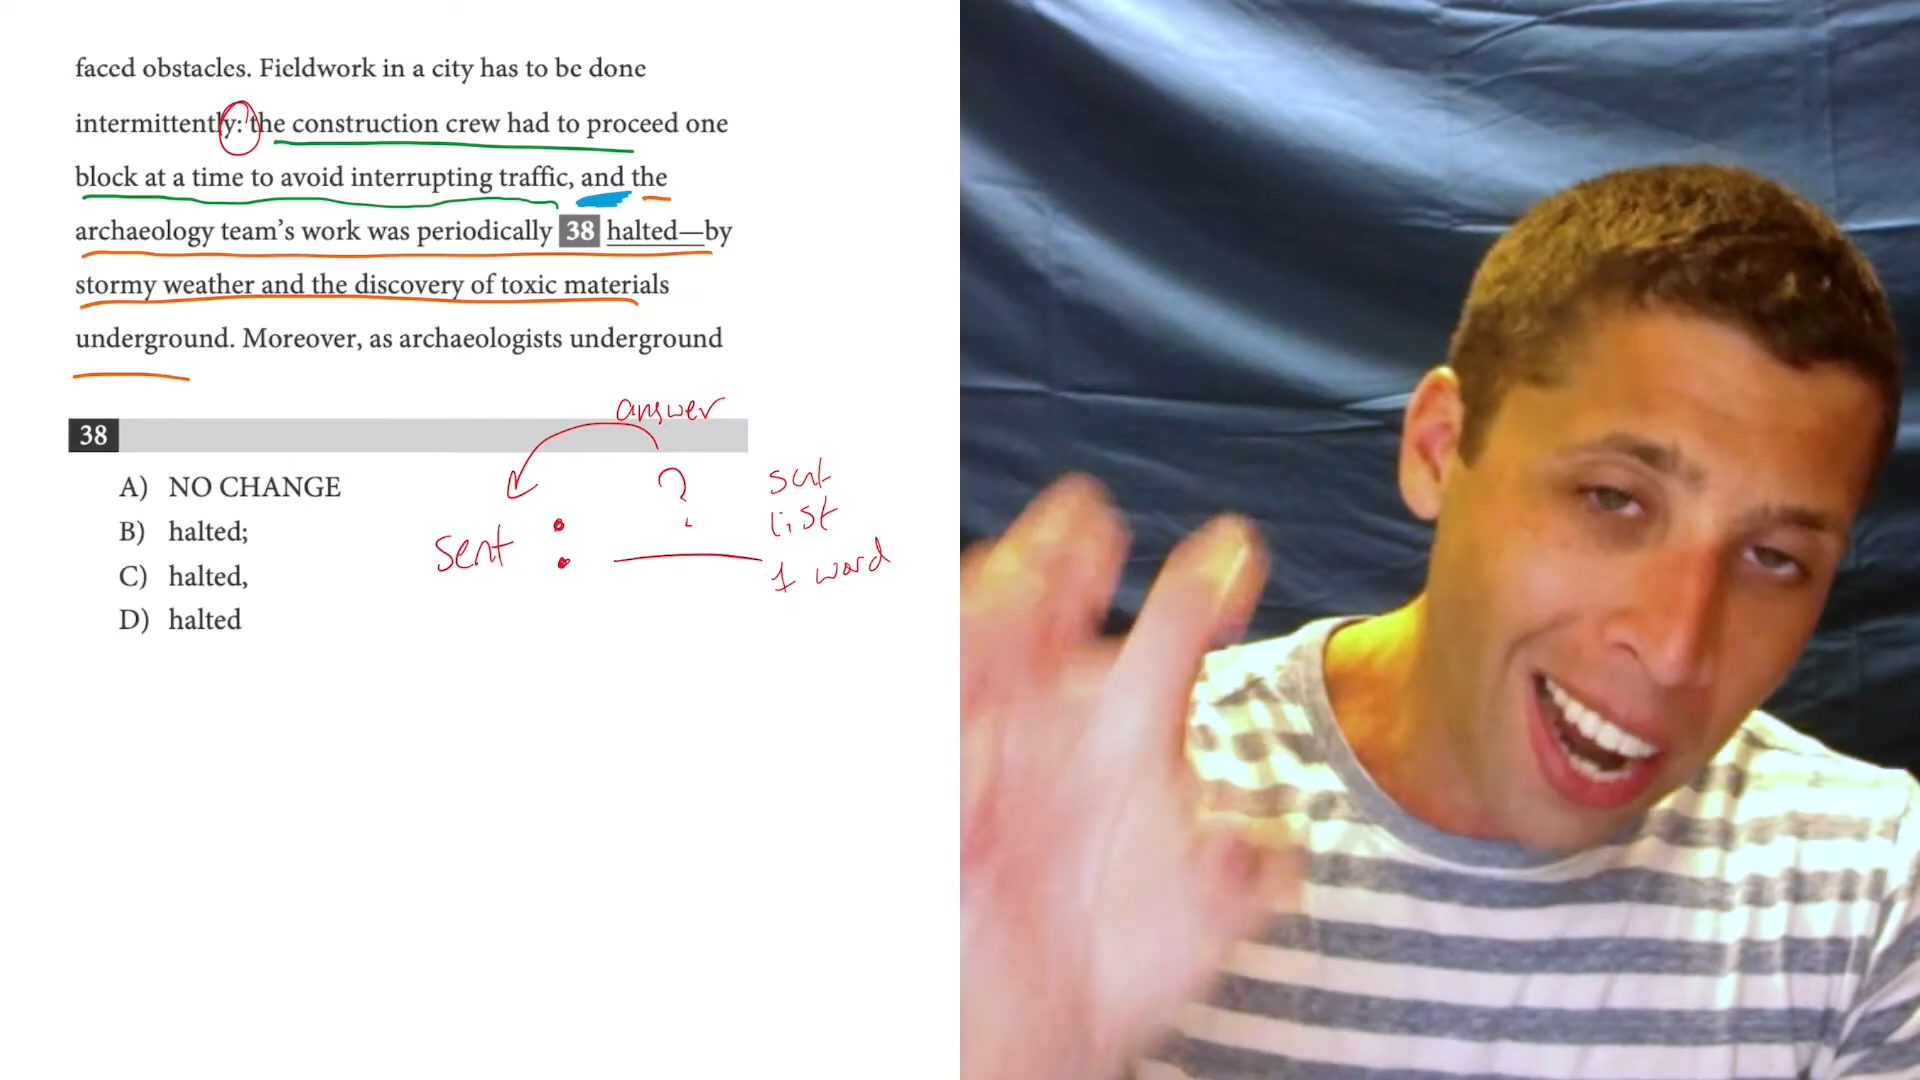 faced obstacles. Fieldwork in a city has to be done
intermittently: the construction crew had to proceed one
block at a time to avoid interrupting traffic, and the
archaeology team's work was periodically 38 halted—by
stormy weather and the discovery of toxic materials
underground. Moreover, as archaeologists underground
38
answer
A) NO CHANGE
B) halted;
C) halted,
D) halted
sent : ?
sent
list
1 word